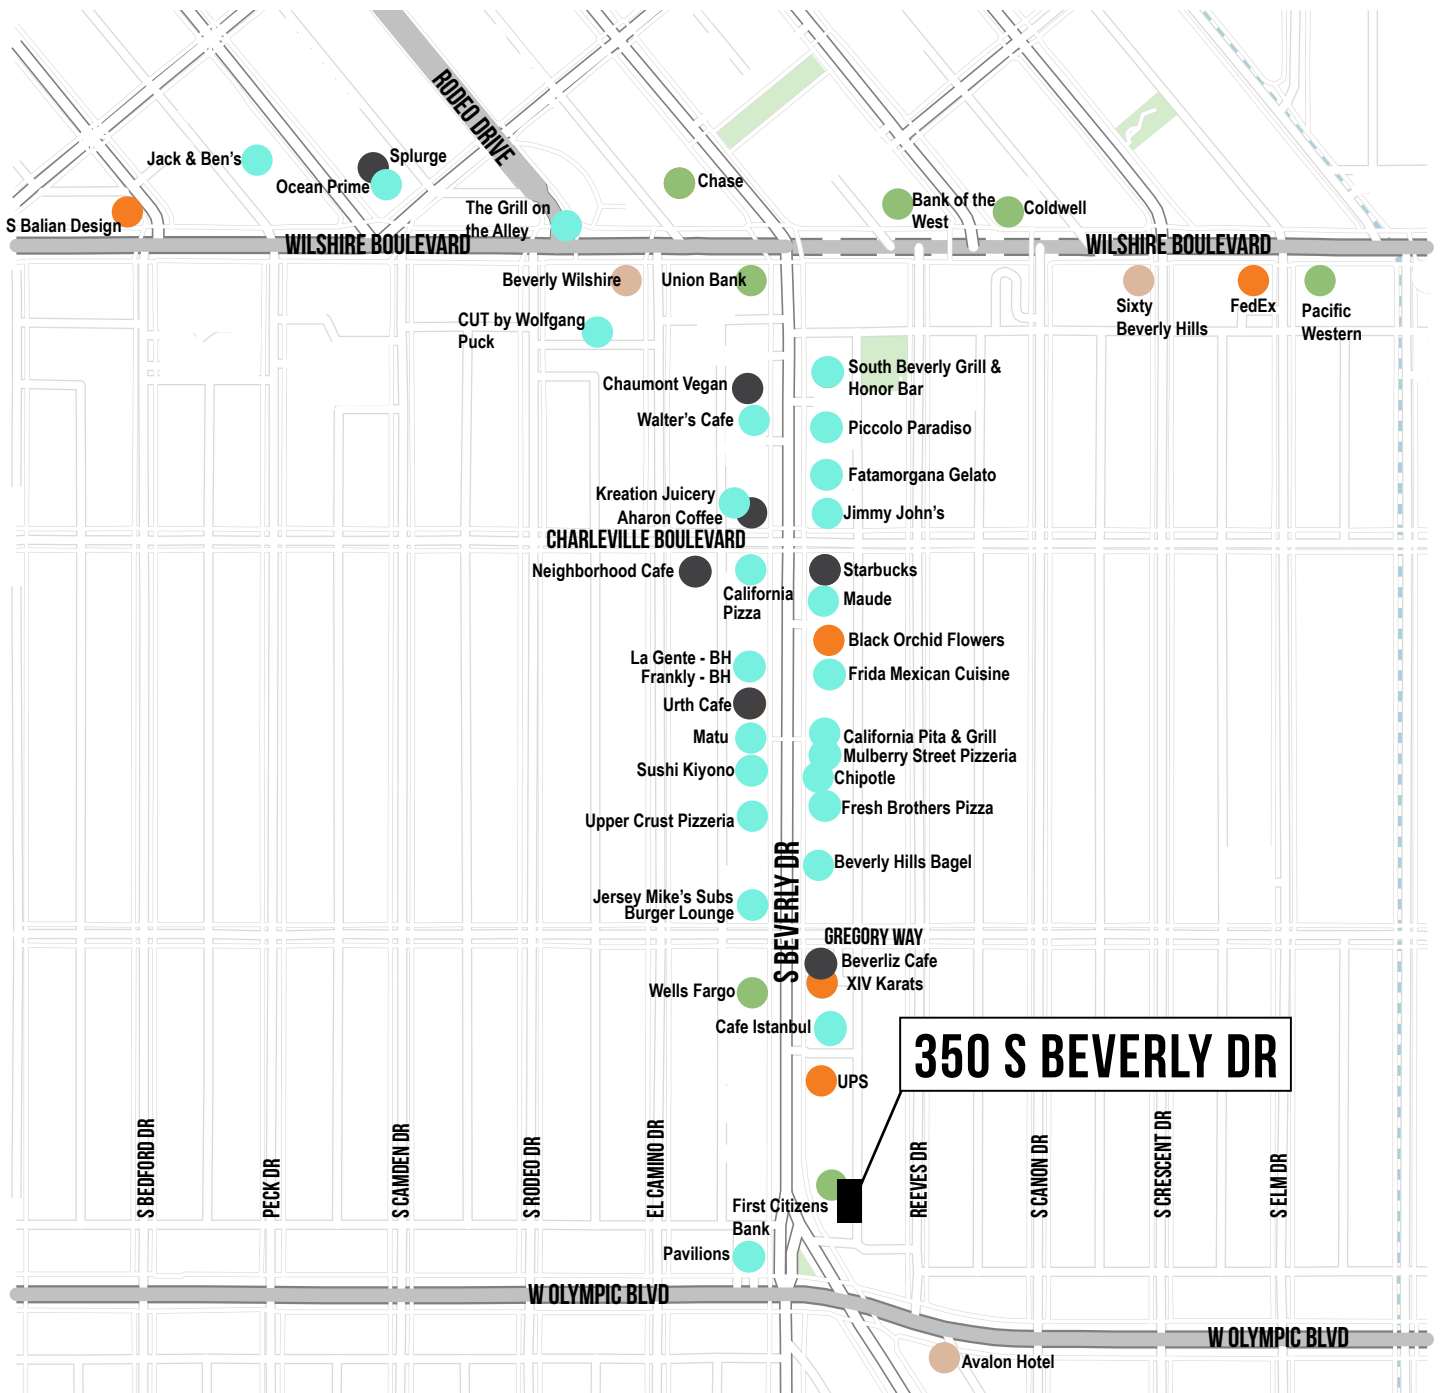 RODEO DRIVE
Jack & Ben's
Splurge
Ocean Prime
Chase
S Balian Design
The Grill on
the Alley
Bank of the
West
Coldwell
WILSHIRE BOULEVARD
WILSHIRE BOULEVARD
Beverly Wilshire
Union Bank
Sixty
Beverly Hills
FedEx
Pacific
Western
CUT by Wolfgang
Puck
South Beverly Grill &
Honor Bar
Chaumont Vegan
Walter's Cafe
Piccolo Paradiso
Fatamorgana Gelato
Kreation Juicery
Aharon Coffee
Jimmy John's
CHARLEVILLE BOULEVARD
Neighborhood Cafe
California
Pizza
Starbucks
Maude
Black Orchid Flowers
La Gente - BH
Frankly - BH
Frida Mexican Cuisine
Urth Cafe
Matu
California Pita & Grill
Mulberry Street Pizzeria
Sushi Kiyono
Chipotle
Fresh Brothers Pizza
Upper Crust Pizzeria
S BEVERLY DR
Beverly Hills Bagel
Jersey Mike's Subs
Burger Lounge
GREGORY WAY
Beverliz Cafe
XIV Karats
Wells Fargo
Cafe Istanbul
350 S BEVERLY DR
UPS
S BEDFORD DR
PECK DR
S CAMDEN DR
S RODEO DR
EL CAMINO DR
REEVES DR
S CANON DR
S CRESCENT DR
S ELM DR
First Citizens
Bank
Pavilions
W OLYMPIC BLVD
W OLYMPIC BLVD
Avalon Hotel